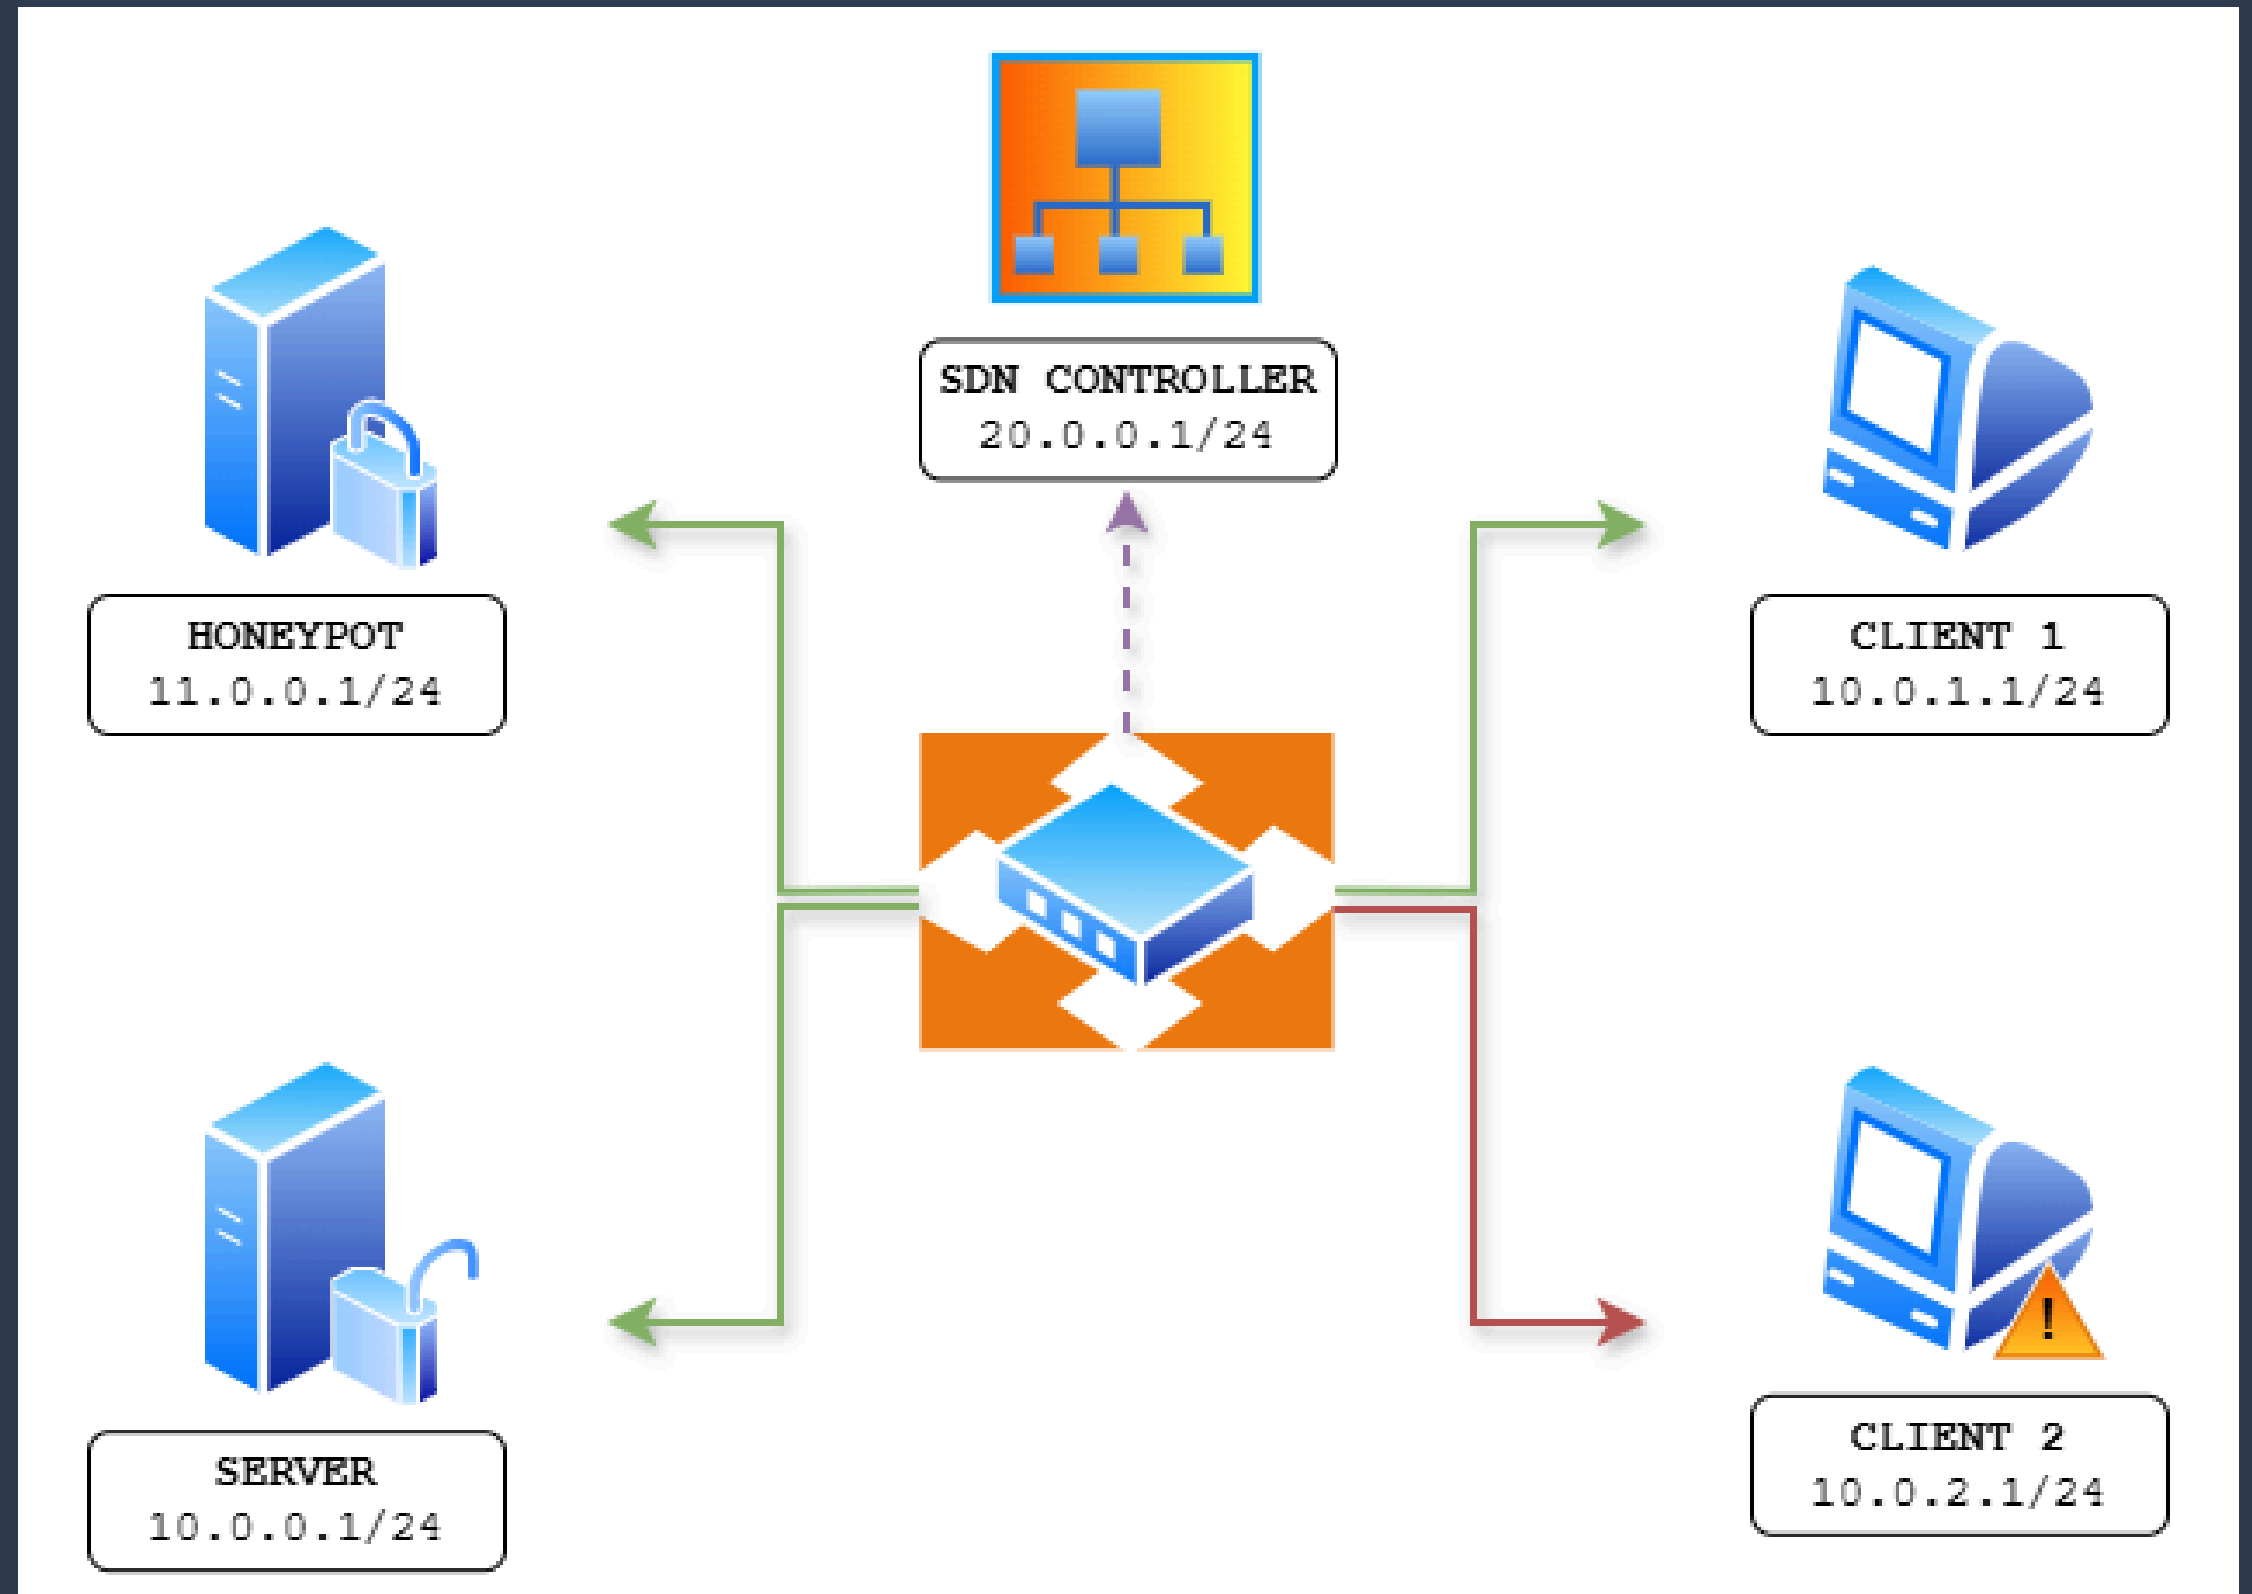 SDN CONTROLLER
20.0.0.1/24
HONEYPOT
11.0.0.1/24
CLIENT 1
10.0.1.1/24
!
SERVER
10.0.0.1/24
CLIENT 2
10.0.2.1/24